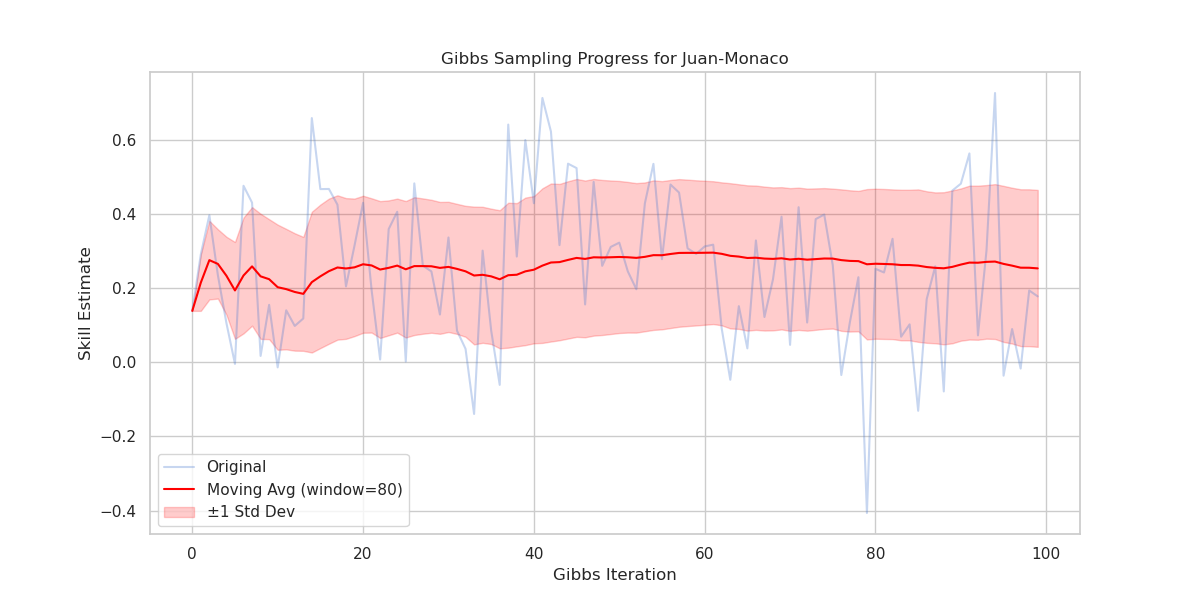 Gibbs Sampling Progress for Juan-Monaco
Skill Estimate
0.6
0.4
0.2
0.0
−0.2
−0.4
Original
Moving Avg (window=80)
±1 Std Dev
0 20 40 60 80 100
Gibbs Iteration